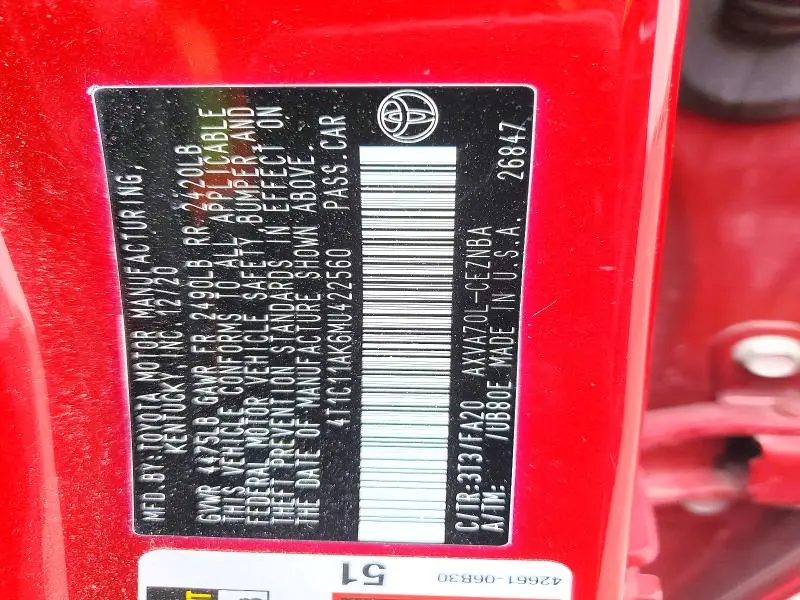 MFD. BY: TOYOTA MOTOR MANUFACTURING,
KENTUCKY, INC. 12/20
GVWR 4475LB GAWR FR 2490LB RR 2420LB
THIS VEHICLE CONFORMS TO ALL APPLICABLE
FEDERAL MOTOR VEHICLE SAFETY, BUMPER, AND
THEFT PREVENTION STANDARDS IN EFFECT ON
THE DATE OF MANUFACTURE SHOWN ABOVE.
4T1C11AK6MU422560 PASS.CAR
C/TR:3T3/FA20 AXVA70L-CEZNBA
A/TM: /UB80E MADE IN U.S.A. 26847
42661-06B30
51